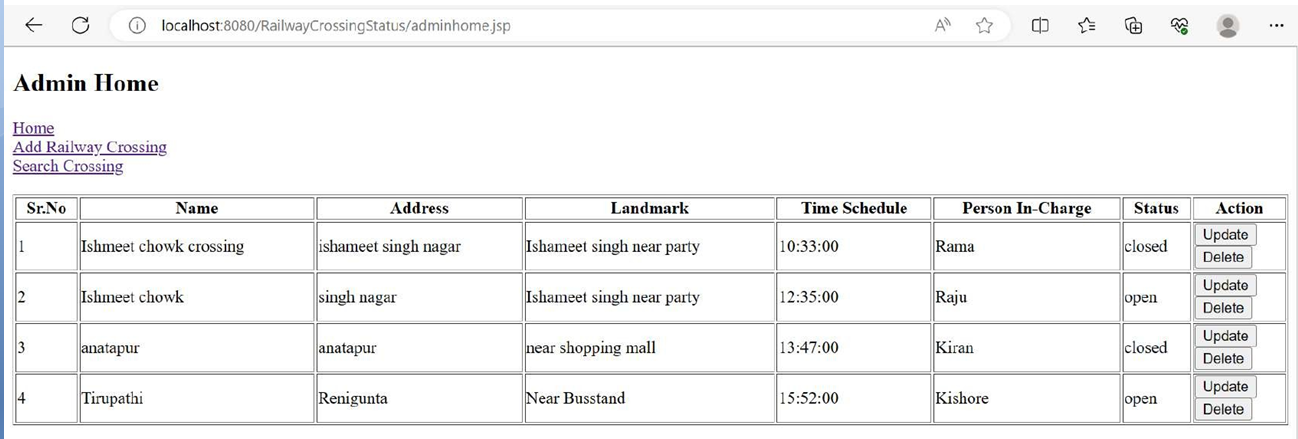 localhost:8080/RailwayCrossingStatus/adminhome.jsp
Admin Home
Home
Add Railway Crossing
Search Crossing
Sr.No Name Address Landmark Time Schedule Person In-Charge Status Action
1 Ishmeet chowk crossing ishameet singh nagar Ishameet singh near party 10:33:00 Rama closed Update
Delete
2 Ishmeet chowk singh nagar Ishameet singh near party 12:35:00 Raju open Update
Delete
3 anatapur anatapur near shopping mall 13:47:00 Kiran closed Update
Delete
4 Tirupathi Renigunta Near Busstand 15:52:00 Kishore open Update
Delete